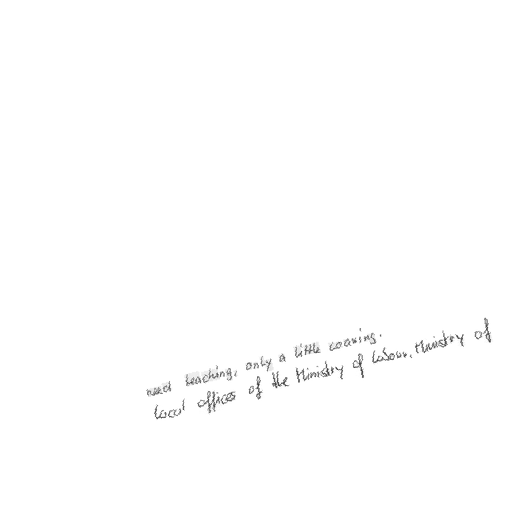 need teaching, only a little coaxing.
local offices of the Ministry of Labour, Ministry of